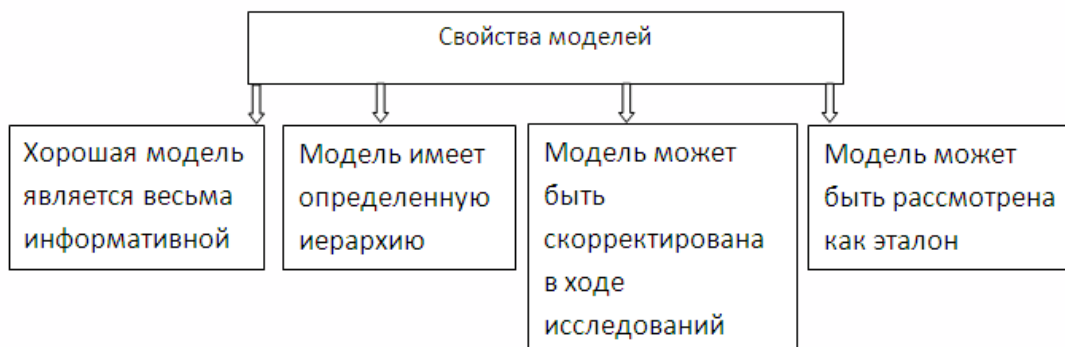 Свойства моделей
Хорошая модель
является весьма
информативной
Модель имеет
определенную
иерархию
Модель может
быть
скорректирована
в ходе
исследований
Модель может
быть рассмотрена
как эталон